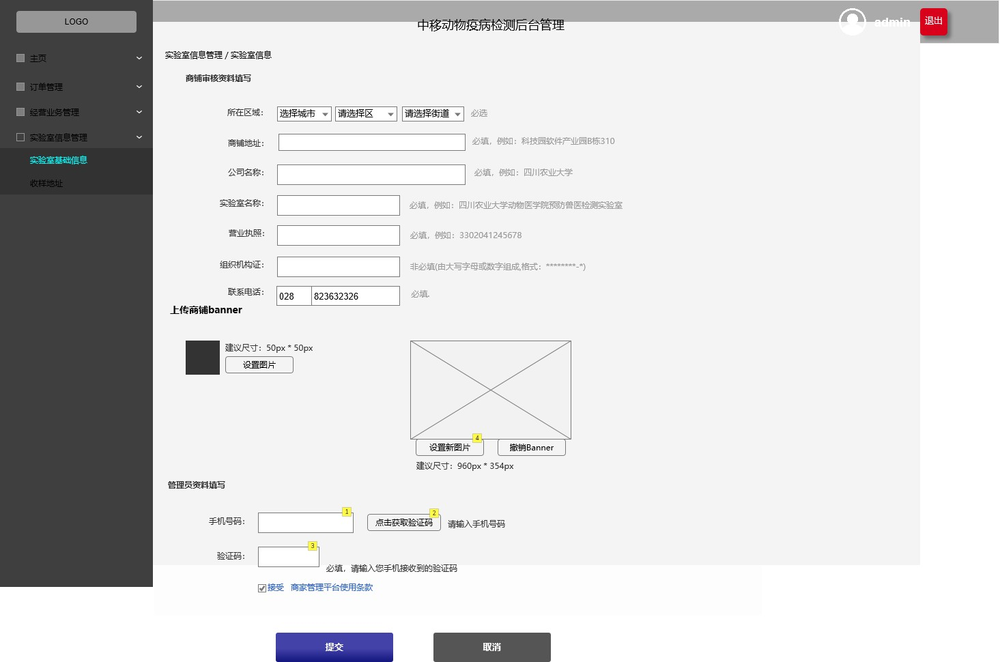 LOGO
中移动物疫病检测后台管理
admin
退出
主页
订单管理
经营业务管理
实验室信息管理
实验室基础信息
收样地址
实验室信息管理 / 实验室信息
商铺审核资料填写
所在区域： 选择城市 请选择区 请选择街道 必选
商铺地址： 必填，例如：科技园软件产业园B栋310
公司名称： 必填，例如：四川农业大学
实验室名称： 必填，例如：四川农业大学动物医学院预防兽医检测实验室
营业执照： 必填，例如：3302041245678
组织机构证： 非必填(由大写字母或数字组成,格式：********-*)
联系电话： 028 823632326 必填.
上传商铺banner
建议尺寸：50px * 50px
设置图片
4
设置新图片 撤销Banner
建议尺寸：960px * 354px
管理员资料填写
手机号码： 1 点击获取验证码 2 请输入手机号码
验证码： 3 必填，请输入您手机接收到的验证码
接受 商家管理平台使用条款
提交 取消